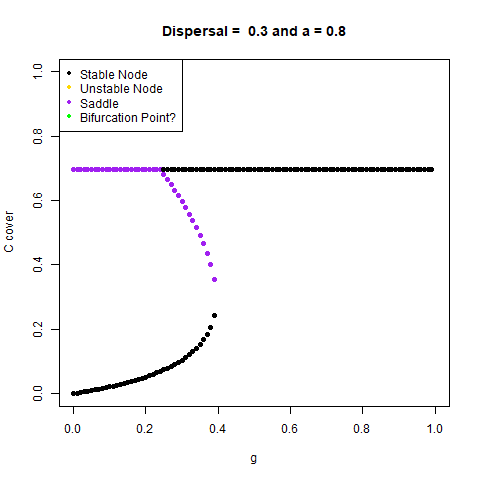 Dispersal =  0.3 and a = 0.8
Stable Node
Unstable Node
Saddle
Bifurcation Point?
C cover
1.0
0.8
0.6
0.4
0.2
0.0
0.0 0.2 0.4 0.6 0.8 1.0
g